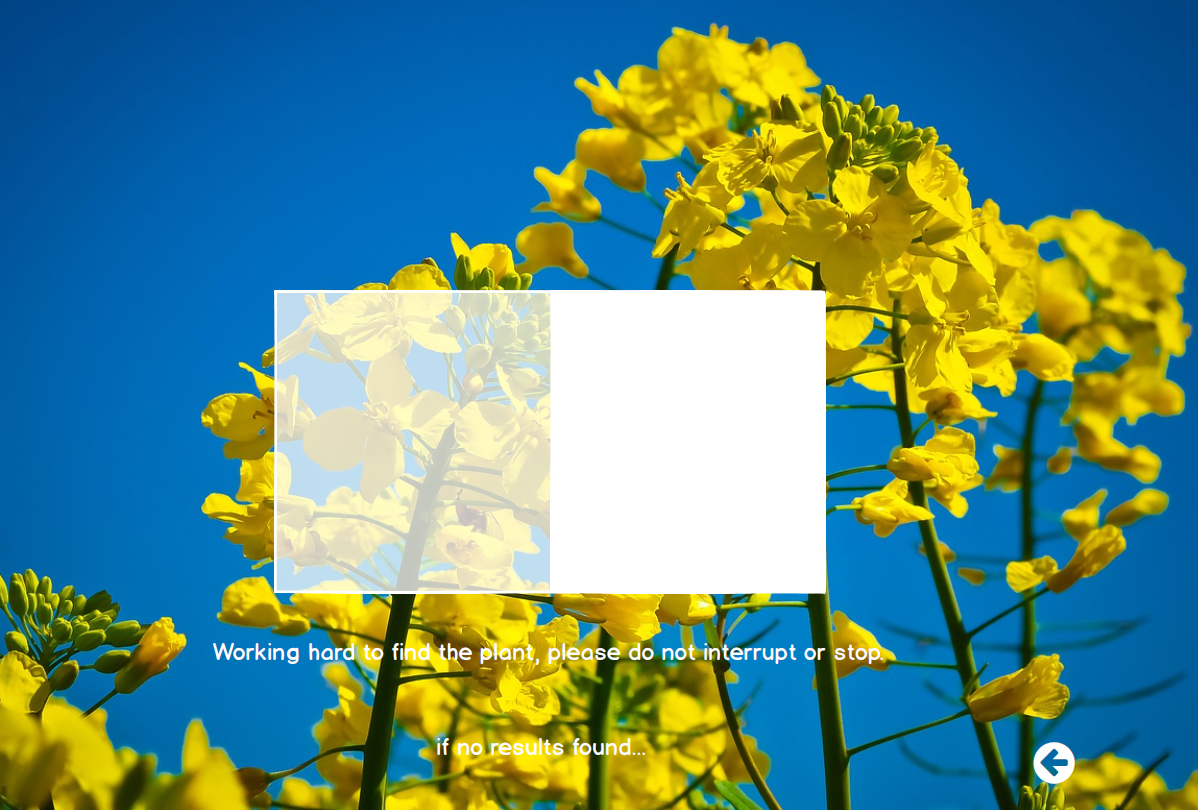 Working hard to find the plant, please do not interrupt or stop.
if no results found...